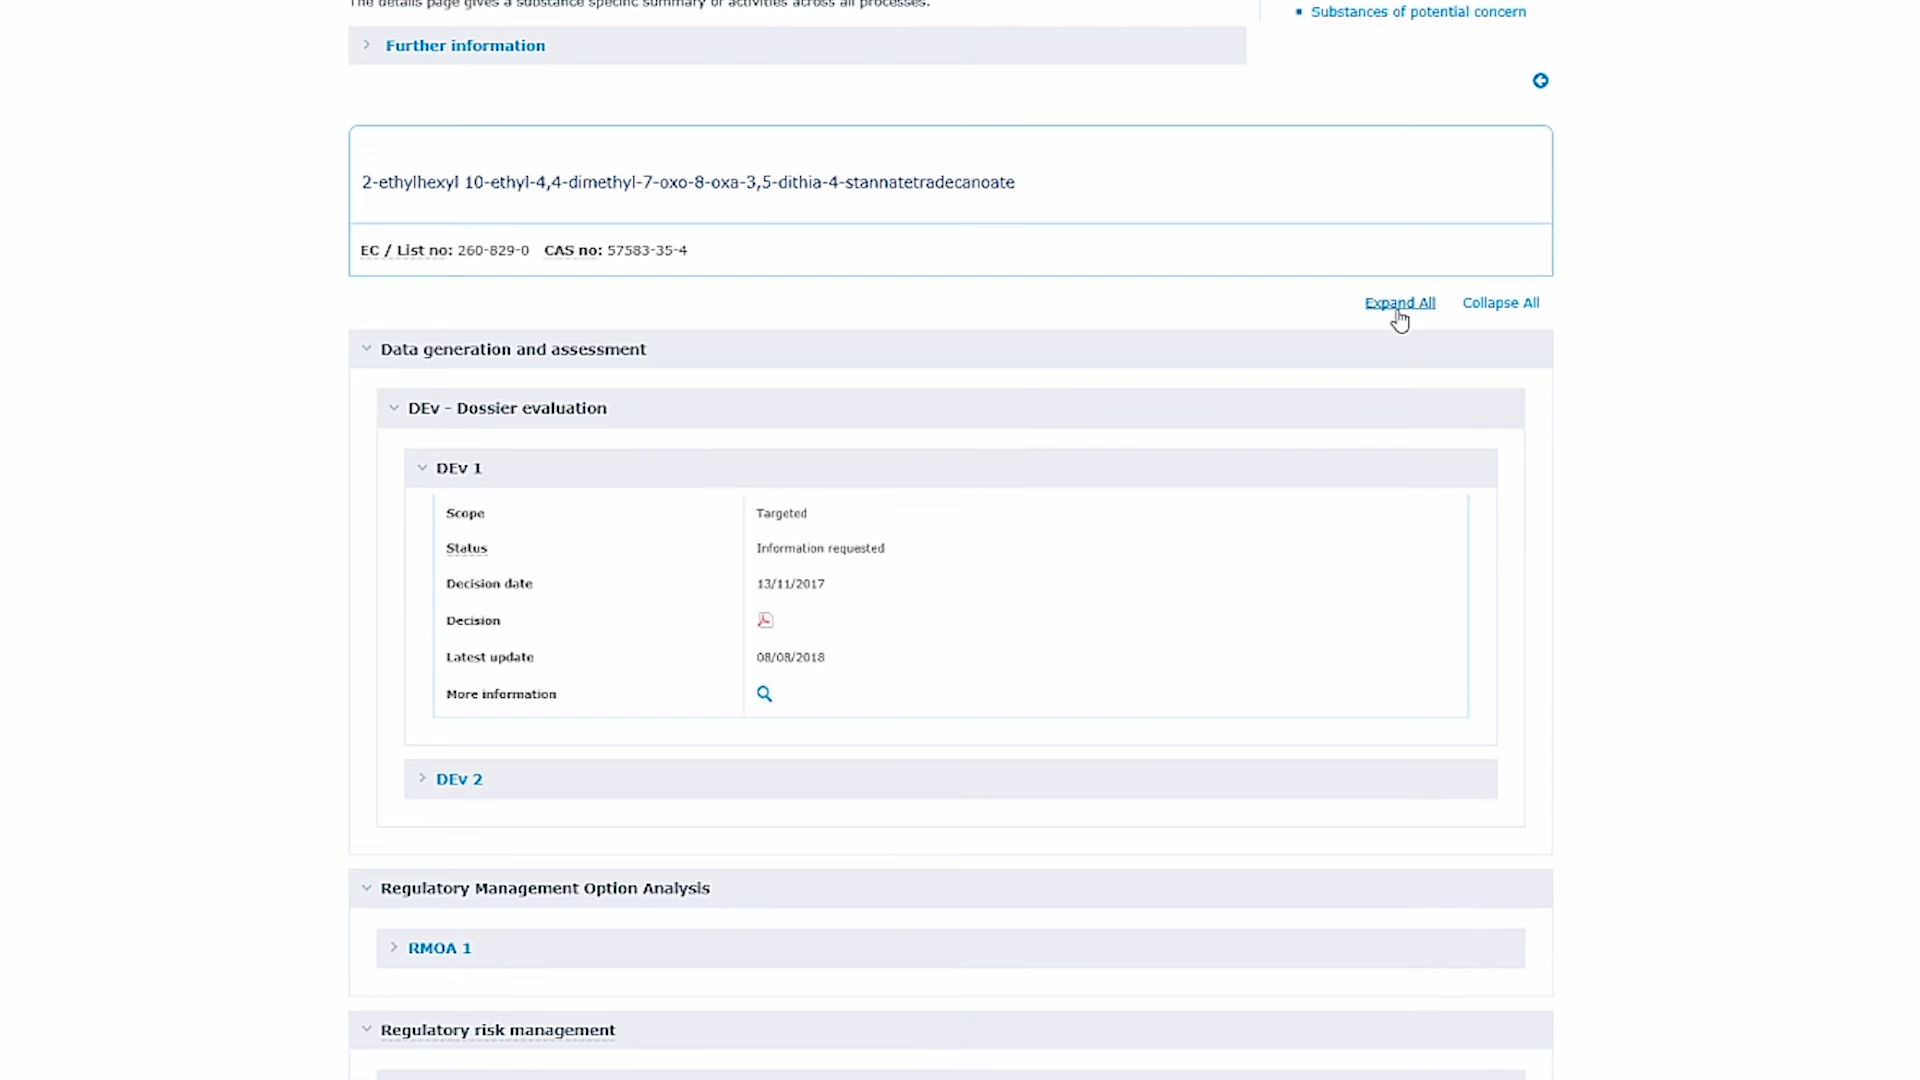 The details page gives a substance specific summary of activities across all processes.
Substances of potential concern
Further information
2-ethylhexyl 10-ethyl-4,4-dimethyl-7-oxo-8-oxa-3,5-dithia-4-stannatetradecanoate
EC / List no: 260-829-0 CAS no: 57583-35-4
Expand All Collapse All
Data generation and assessment
DEv - Dossier evaluation
DEv 1
Scope Targeted
Status Information requested
Decision date 13/11/2017
Decision
Latest update 08/08/2018
More information
DEv 2
Regulatory Management Option Analysis
RMOA 1
Regulatory risk management